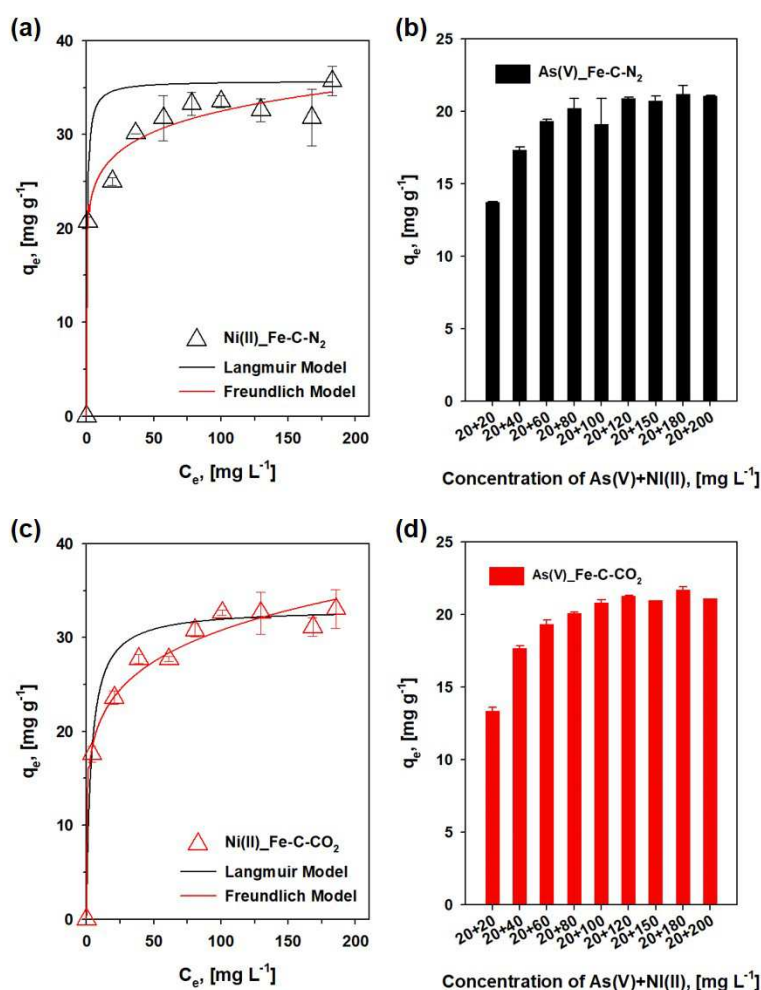 (a)
40
30
20
10
0
qₑ, [mg g⁻¹]
Ni(II)_Fe-C-N₂
Langmuir Model
Freundlich Model
0 50 100 150 200
Cₑ, [mg L⁻¹]
(b)
25
20
15
10
5
0
qₑ, [mg g⁻¹]
As(V)_Fe-C-N₂
20+20 20+40 20+60 20+80 20+100 20+120 20+150 20+180 20+200
Concentration of As(V)+NI(II), [mg L⁻¹]
(c)
40
30
20
10
0
qₑ, [mg g⁻¹]
Ni(II)_Fe-C-CO₂
Langmuir Model
Freundlich Model
0 50 100 150 200
Cₑ, [mg L⁻¹]
(d)
25
20
15
10
5
0
qₑ, [mg g⁻¹]
As(V)_Fe-C-CO₂
20+20 20+40 20+60 20+80 20+100 20+120 20+150 20+180 20+200
Concentration of As(V)+NI(II), [mg L⁻¹]